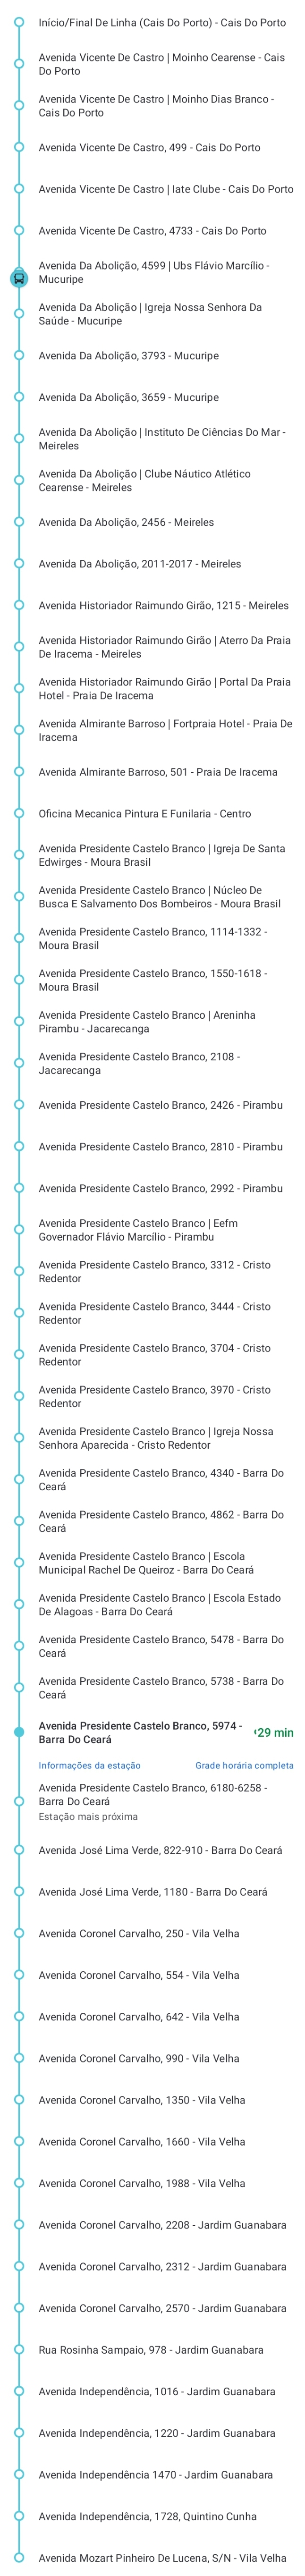 Início/Final De Linha (Cais Do Porto) - Cais Do Porto
Avenida Vicente De Castro | Moinho Cearense - Cais
Do Porto
Avenida Vicente De Castro | Moinho Dias Branco -
Cais Do Porto
Avenida Vicente De Castro, 499 - Cais Do Porto
Avenida Vicente De Castro | Iate Clube - Cais Do Porto
Avenida Vicente De Castro, 4733 - Cais Do Porto
Avenida Da Abolição, 4599 | Ubs Flávio Marcílio -
Mucuripe
Avenida Da Abolição | Igreja Nossa Senhora Da
Saúde - Mucuripe
Avenida Da Abolição, 3793 - Mucuripe
Avenida Da Abolição, 3659 - Mucuripe
Avenida Da Abolição | Instituto De Ciências Do Mar -
Meireles
Avenida Da Abolição | Clube Náutico Atlético
Cearense - Meireles
Avenida Da Abolição, 2456 - Meireles
Avenida Da Abolição, 2011-2017 - Meireles
Avenida Historiador Raimundo Girão, 1215 - Meireles
Avenida Historiador Raimundo Girão | Aterro Da Praia
De Iracema - Meireles
Avenida Historiador Raimundo Girão | Portal Da Praia
Hotel - Praia De Iracema
Avenida Almirante Barroso | Fortpraia Hotel - Praia De
Iracema
Avenida Almirante Barroso, 501 - Praia De Iracema
Oficina Mecanica Pintura E Funilaria - Centro
Avenida Presidente Castelo Branco | Igreja De Santa
Edwirges - Moura Brasil
Avenida Presidente Castelo Branco | Núcleo De
Busca E Salvamento Dos Bombeiros - Moura Brasil
Avenida Presidente Castelo Branco, 1114-1332 -
Moura Brasil
Avenida Presidente Castelo Branco, 1550-1618 -
Moura Brasil
Avenida Presidente Castelo Branco | Areninha
Pirambu - Jacarecanga
Avenida Presidente Castelo Branco, 2108 -
Jacarecanga
Avenida Presidente Castelo Branco, 2426 - Pirambu
Avenida Presidente Castelo Branco, 2810 - Pirambu
Avenida Presidente Castelo Branco, 2992 - Pirambu
Avenida Presidente Castelo Branco | Eefm
Governador Flávio Marcílio - Pirambu
Avenida Presidente Castelo Branco, 3312 - Cristo
Redentor
Avenida Presidente Castelo Branco, 3444 - Cristo
Redentor
Avenida Presidente Castelo Branco, 3704 - Cristo
Redentor
Avenida Presidente Castelo Branco, 3970 - Cristo
Redentor
Avenida Presidente Castelo Branco | Igreja Nossa
Senhora Aparecida - Cristo Redentor
Avenida Presidente Castelo Branco, 4340 - Barra Do
Ceará
Avenida Presidente Castelo Branco, 4862 - Barra Do
Ceará
Avenida Presidente Castelo Branco | Escola
Municipal Rachel De Queiroz - Barra Do Ceará
Avenida Presidente Castelo Branco | Escola Estado
De Alagoas - Barra Do Ceará
Avenida Presidente Castelo Branco, 5478 - Barra Do
Ceará
Avenida Presidente Castelo Branco, 5738 - Barra Do
Ceará
Avenida Presidente Castelo Branco, 5974 -
Barra Do Ceará
29 min
Informações da estação
Grade horária completa
Avenida Presidente Castelo Branco, 6180-6258 -
Barra Do Ceará
Estação mais próxima
Avenida José Lima Verde, 822-910 - Barra Do Ceará
Avenida José Lima Verde, 1180 - Barra Do Ceará
Avenida Coronel Carvalho, 250 - Vila Velha
Avenida Coronel Carvalho, 554 - Vila Velha
Avenida Coronel Carvalho, 642 - Vila Velha
Avenida Coronel Carvalho, 990 - Vila Velha
Avenida Coronel Carvalho, 1350 - Vila Velha
Avenida Coronel Carvalho, 1660 - Vila Velha
Avenida Coronel Carvalho, 1988 - Vila Velha
Avenida Coronel Carvalho, 2208 - Jardim Guanabara
Avenida Coronel Carvalho, 2312 - Jardim Guanabara
Avenida Coronel Carvalho, 2570 - Jardim Guanabara
Rua Rosinha Sampaio, 978 - Jardim Guanabara
Avenida Independência, 1016 - Jardim Guanabara
Avenida Independência, 1220 - Jardim Guanabara
Avenida Independência 1470 - Jardim Guanabara
Avenida Independência, 1728, Quintino Cunha
Avenida Mozart Pinheiro De Lucena, S/N - Vila Velha